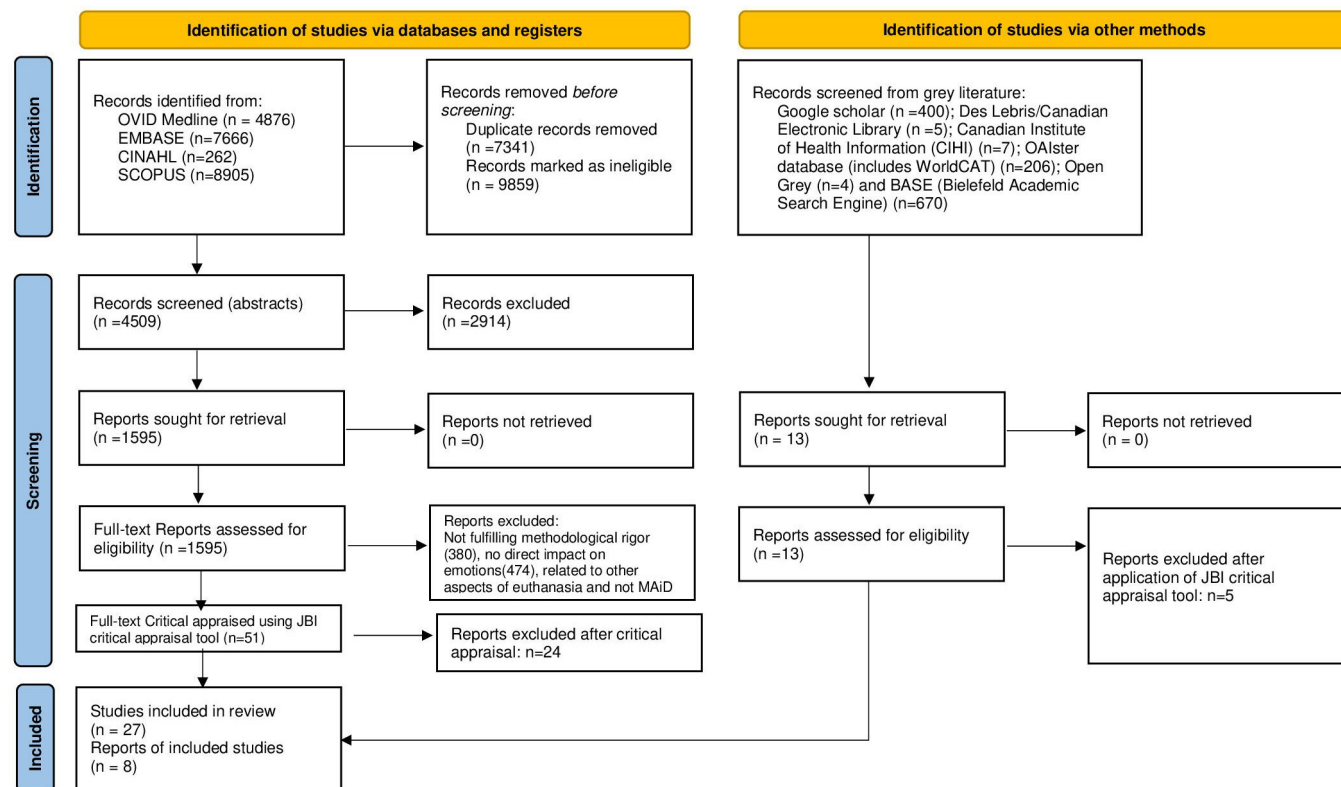 Identification of studies via databases and registers
Identification of studies via other methods
Identification
Records identified from:
OVID Medline (n = 4876)
EMBASE (n=7666)
CINAHL (n=262)
SCOPUS (n=8905)
Records removed before
screening:
Duplicate records removed
(n =7341)
Records marked as ineligible
(n = 9859)
Records screened from grey literature:
Google scholar (n =400); Des Lebris/Canadian
Electronic Library (n =5); Canadian Institute
of Health Information (CIHI) (n=7); OAIster
database (includes WorldCAT) (n=206); Open
Grey (n=4) and BASE (Bielefeld Academic
Search Engine) (n=670)
Screening
Records screened (abstracts)
(n =4509)
Records excluded
(n =2914)
Reports sought for retrieval
(n =1595)
Reports not retrieved
(n =0)
Reports sought for retrieval
(n = 13)
Reports not retrieved
(n = 0)
Full-text Reports assessed for
eligibility (n =1595)
Reports excluded:
Not fulfilling methodological rigor
(380), no direct impact on
emotions(474), related to other
aspects of euthanasia and not MAiD
Reports assessed for eligibility
(n =13)
Reports excluded after
application of JBI critical
appraisal tool: n=5
Full-text Critical appraised using JBI
critical appraisal tool (n=51)
Reports excluded after critical
appraisal: n=24
Included
Studies included in review
(n = 27)
Reports of included studies
(n = 8)